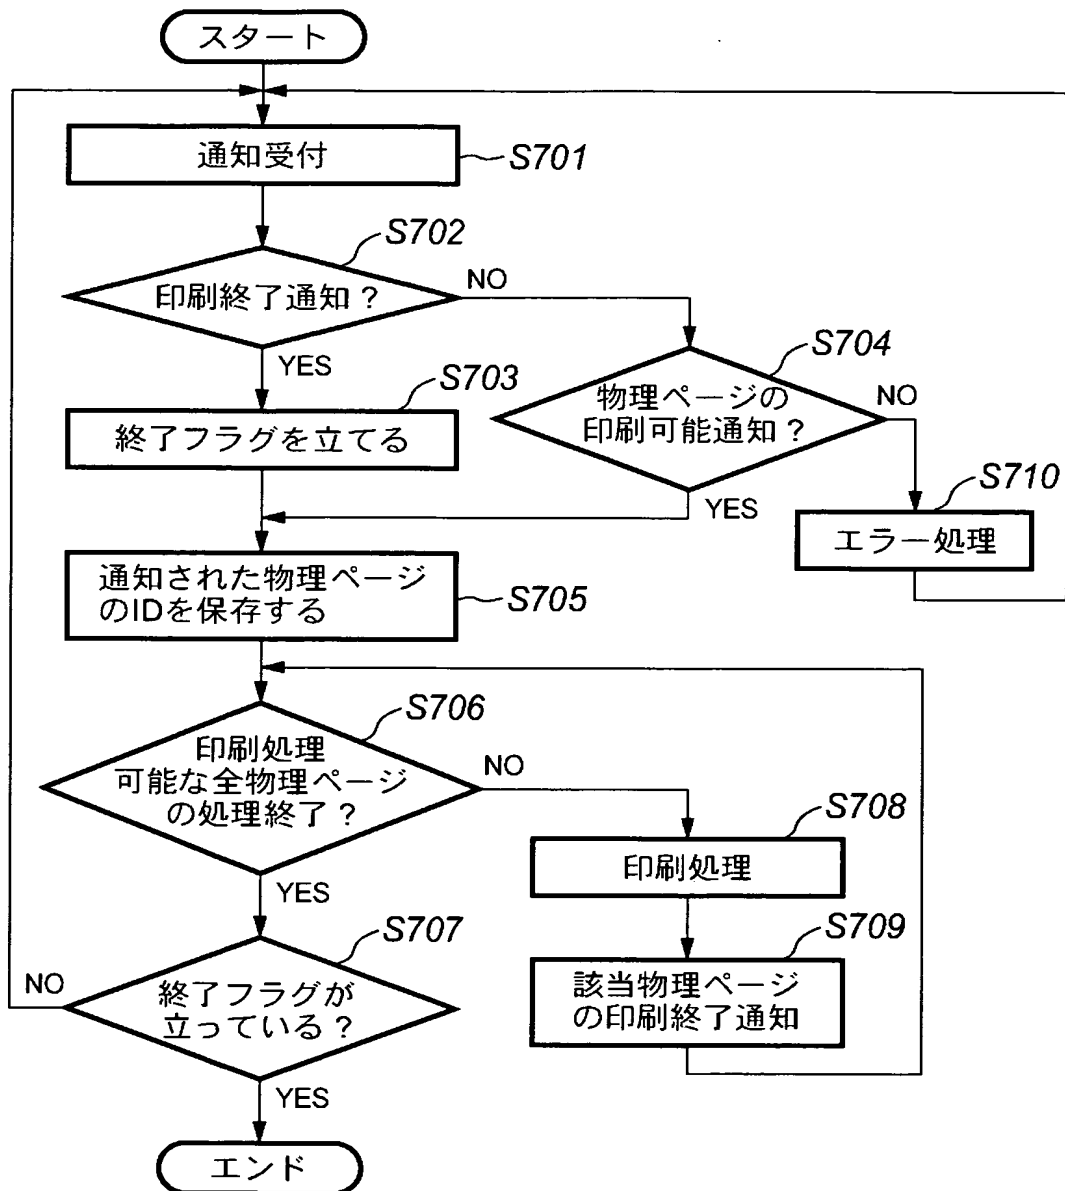 スタート
通知受付
S701
S702
印刷終了通知？
NO
YES
S703
終了フラグを立てる
S704
物理ページの
印刷可能通知？
NO
YES
S710
エラー処理
通知された物理ページ
のIDを保存する
S705
S706
印刷処理
可能な全物理ページ
の処理終了？
NO
YES
S708
印刷処理
S709
該当物理ページ
の印刷終了通知
S707
終了フラグが
立っている？
NO
YES
エンド